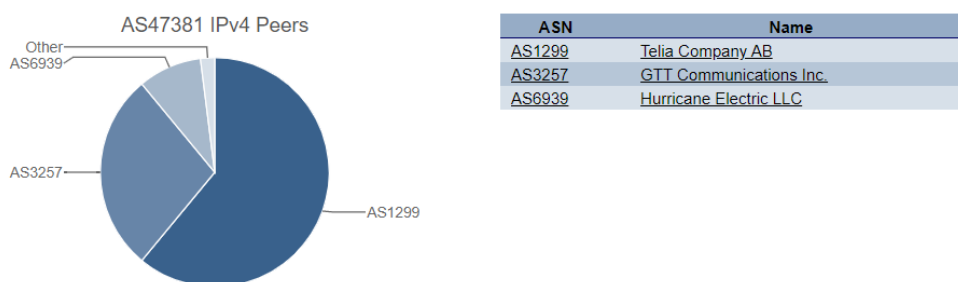 AS47381 IPv4 Peers
Other
AS6939
AS3257
AS1299
ASN Name
AS1299 Telia Company AB
AS3257 GTT Communications Inc.
AS6939 Hurricane Electric LLC